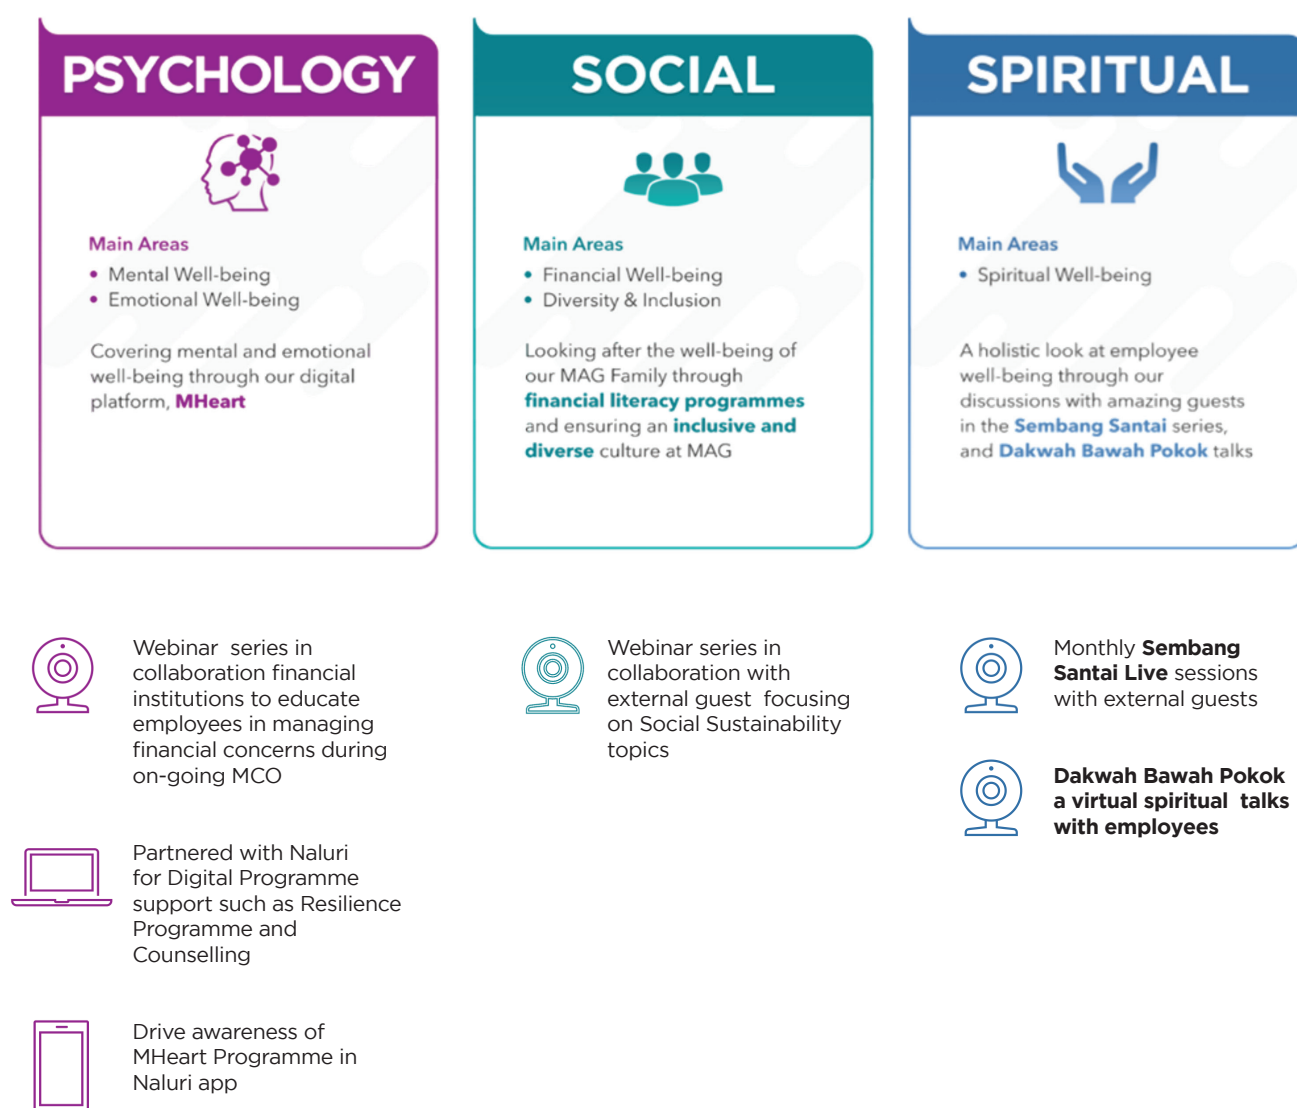 PSYCHOLOGY
Main Areas
• Mental Well-being
• Emotional Well-being
Covering mental and emotional
well-being through our digital
platform, MHeart
SOCIAL
Main Areas
• Financial Well-being
• Diversity & Inclusion
Looking after the well-being of
our MAG Family through
financial literacy programmes
and ensuring an inclusive and
diverse culture at MAG
SPIRITUAL
Main Areas
• Spiritual Well-being
A holistic look at employee
well-being through our
discussions with amazing guests
in the Sembang Santai series,
and Dakwah Bawah Pokok talks
Webinar series in
collaboration financial
institutions to educate
employees in managing
financial concerns during
on-going MCO
Partnered with Naluri
for Digital Programme
support such as Resilience
Programme and
Counselling
Drive awareness of
MHeart Programme in
Naluri app
Webinar series in
collaboration with
external guest focusing
on Social Sustainability
topics
Monthly Sembang
Santai Live sessions
with external guests
Dakwah Bawah Pokok
a virtual spiritual talks
with employees